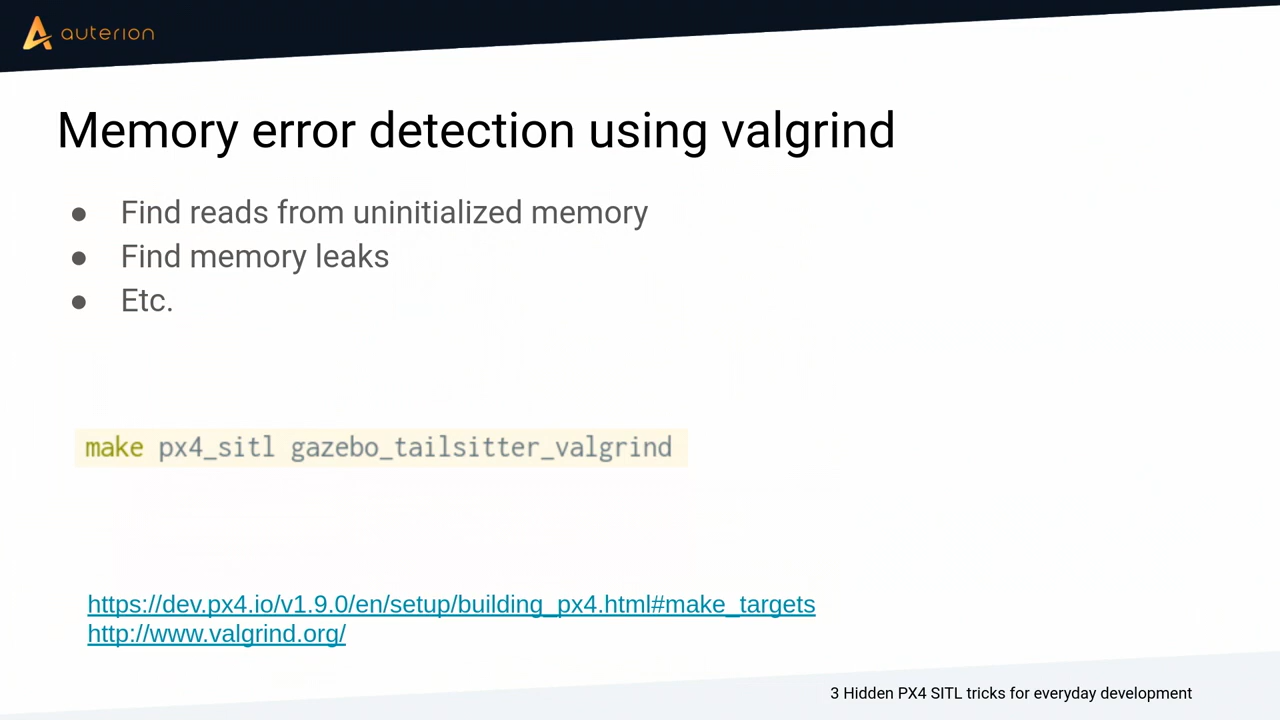 auterion
Memory error detection using valgrind
● Find reads from uninitialized memory
● Find memory leaks
● Etc.
make px4_sitl gazebo_tailsitter_valgrind
https://dev.px4.io/v1.9.0/en/setup/building_px4.html#make_targets
http://www.valgrind.org/
3 Hidden PX4 SITL tricks for everyday development